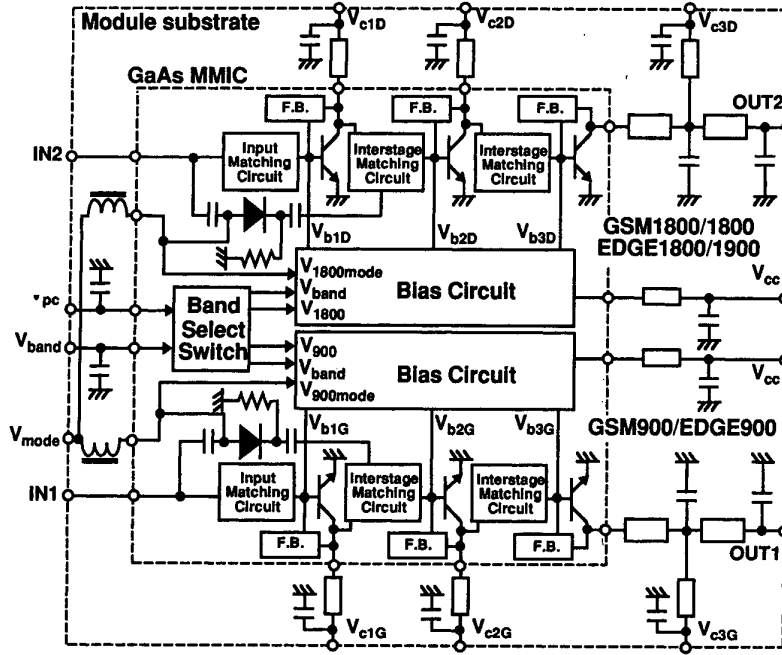 Module substrate
Vc1D
Vc2D
Vc3D
GaAs MMIC
F.B.
F.B.
F.B.
OUT2
IN2
Input
Matching
Circuit
Interstage
Matching
Circuit
Interstage
Matching
Circuit
Vb1D
Vb2D
Vb3D
GSM1800/1800
EDGE1800/1900
V1800mode
Vband
V1800
Bias Circuit
Vcc
pc
Band
Select
Switch
Vband
V900
Vband
V900mode
Bias Circuit
Vcc
Vmode
Vb1G
Vb2G
Vb3G
GSM900/EDGE900
IN1
Input
Matching
Circuit
Interstage
Matching
Circuit
Interstage
Matching
Circuit
F.B.
F.B.
F.B.
OUT1
Vc1G
Vc2G
Vc3G